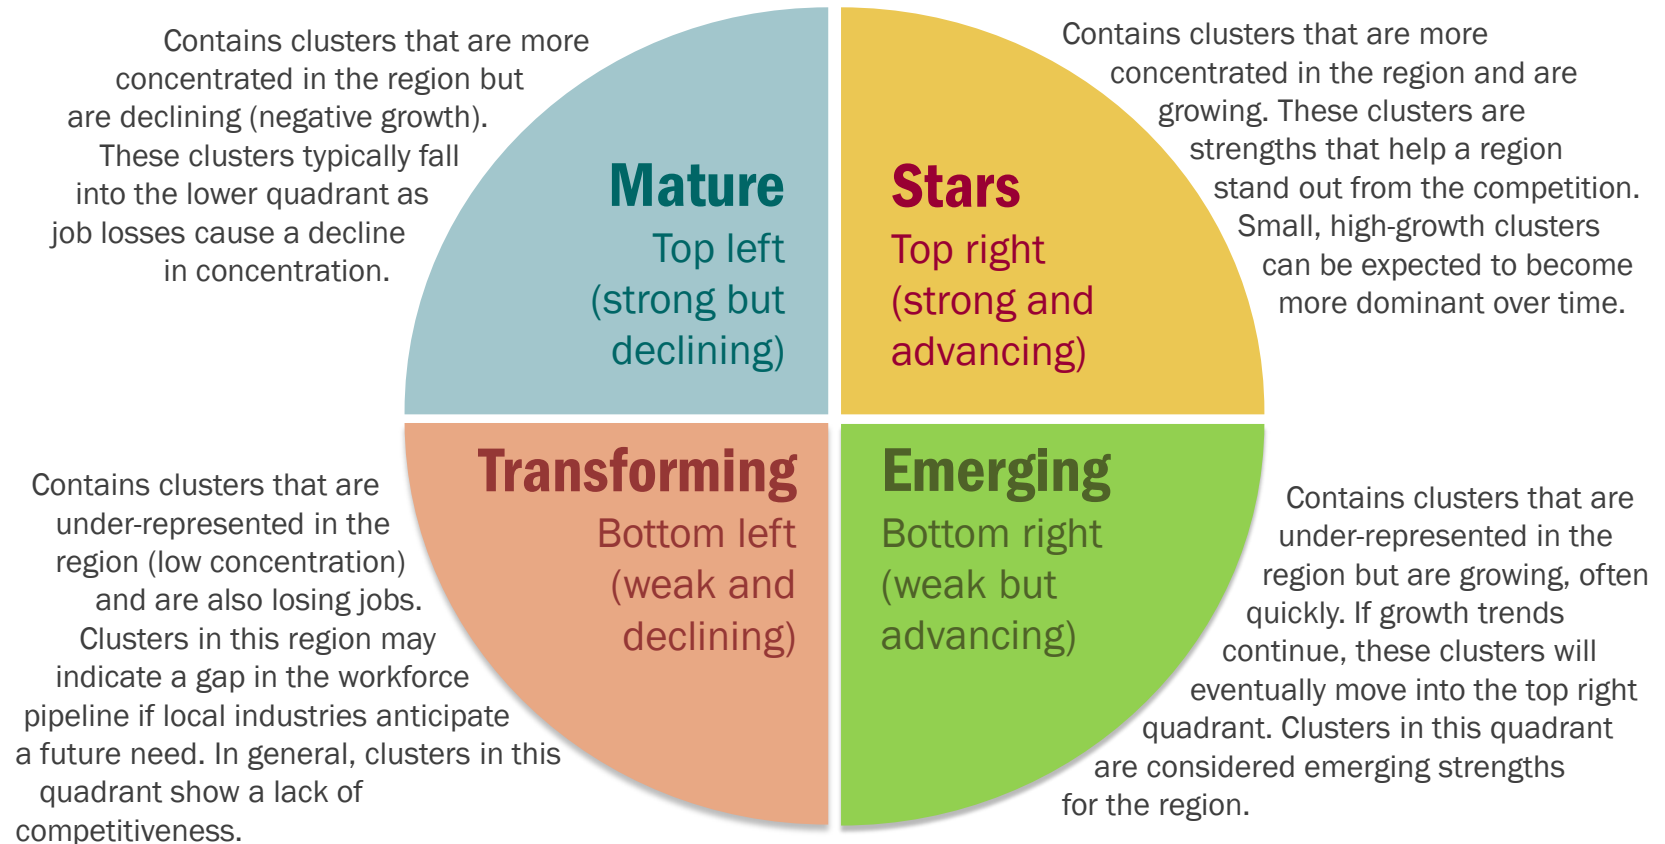 Contains clusters that are more
concentrated in the region but
are declining (negative growth).
These clusters typically fall
into the lower quadrant as
job losses cause a decline
in concentration.
Mature
Top left
(strong but
declining)
Stars
Top right
(strong and
advancing)
Contains clusters that are more
concentrated in the region and are
growing. These clusters are
strengths that help a region
stand out from the competition.
Small, high-growth clusters
can be expected to become
more dominant over time.
Contains clusters that are
under-represented in the
region (low concentration)
and are also losing jobs.
Clusters in this region may
indicate a gap in the workforce
pipeline if local industries anticipate
a future need. In general, clusters in this
quadrant show a lack of
competitiveness.
Transforming
Bottom left
(weak and
declining)
Emerging
Bottom right
(weak but
advancing)
Contains clusters that are
under-represented in the
region but are growing, often
quickly. If growth trends
continue, these clusters will
eventually move into the top right
quadrant. Clusters in this quadrant
are considered emerging strengths
for the region.